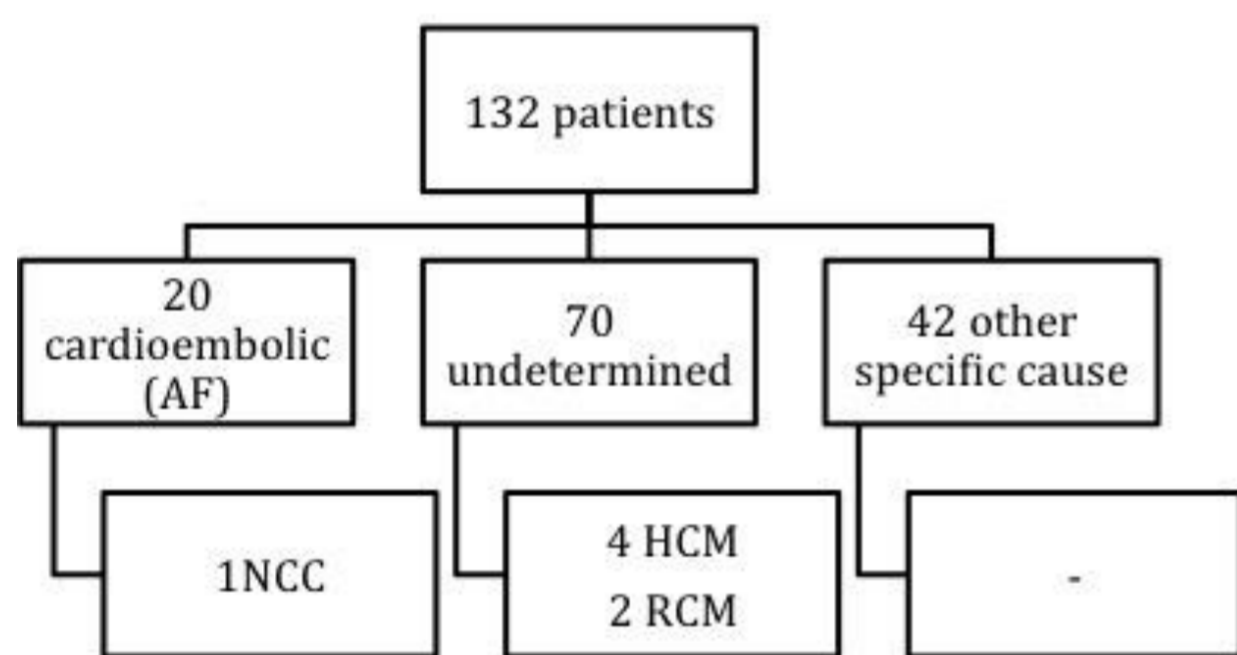 132 patients
20
cardioembolic
(AF)
70
undetermined
42 other
specific cause
1NCC
4 HCM
2 RCM
-